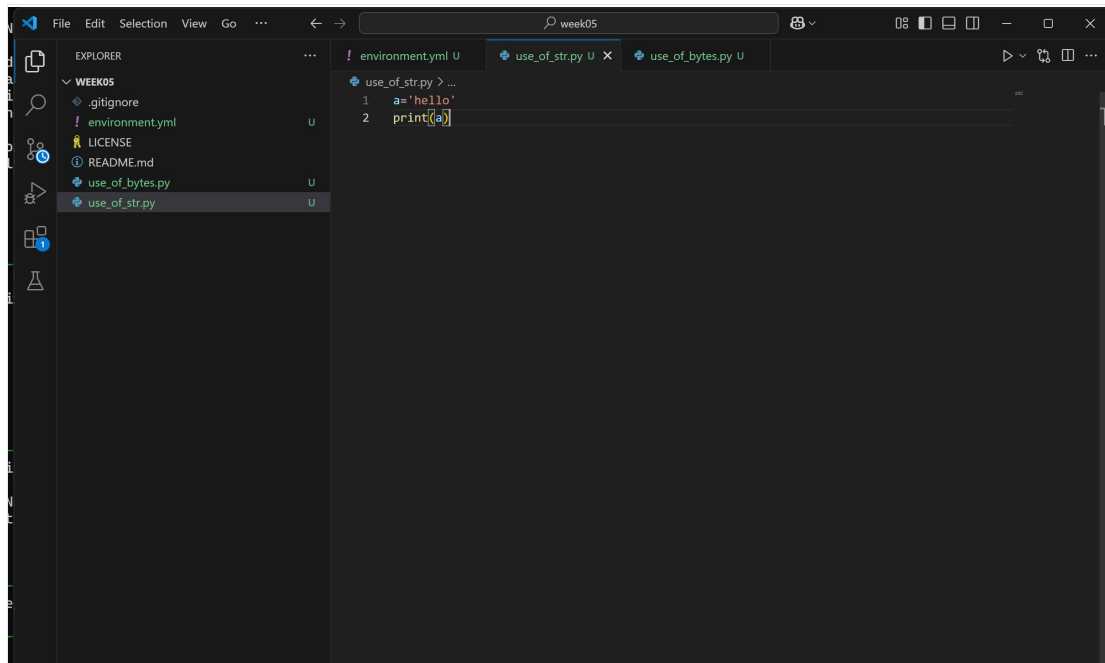 File Edit Selection View Go ··· week05
EXPLORER ···
WEEK05
.gitignore
! environment.yml U
LICENSE
README.md
use_of_bytes.py U
use_of_str.py U
1
! environment.yml U use_of_str.py U use_of_bytes.py U
use_of_str.py > ...
1 a='hello'
2 print(a)